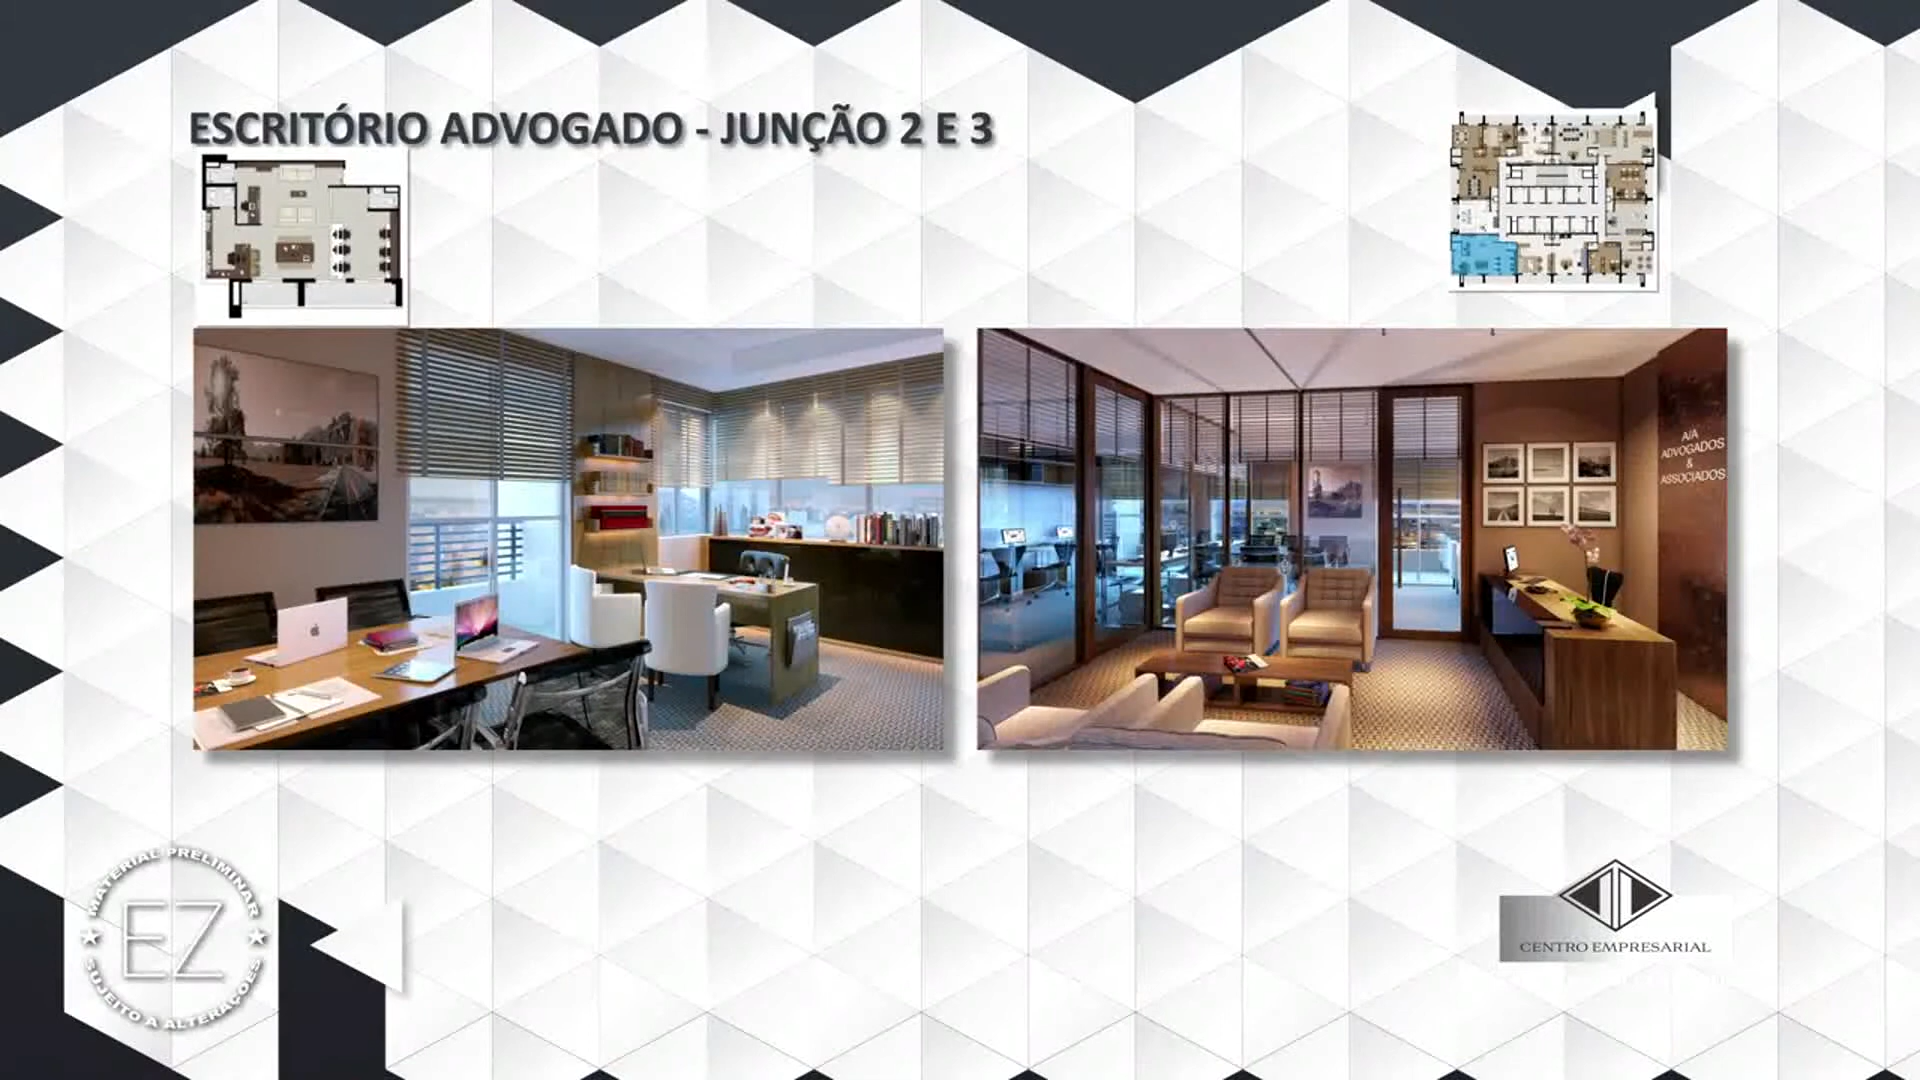 ESCRITÓRIO ADVOGADO - JUNÇÃO 2 E 3
A/A
ADVOGADOS
&
ASSOCIADOS
MATERIAL PRELIMINAR
EZ
SUJEITO A ALTERAÇÕES
CENTRO EMPRESARIAL